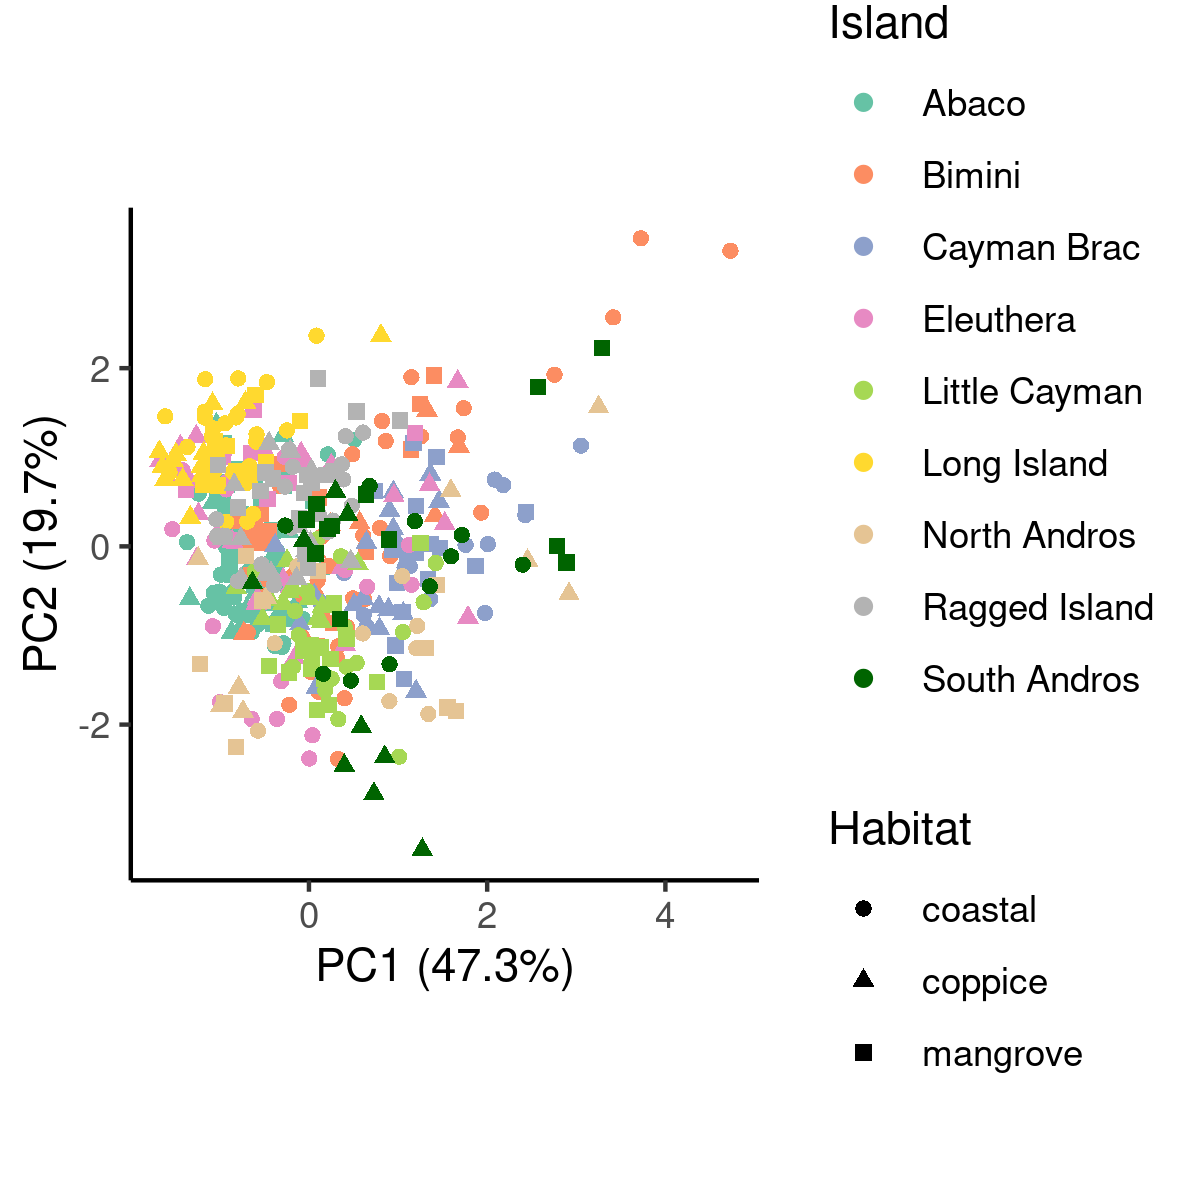 PC2 (19.7%)
2
0
-2
0
2
4
PC1 (47.3%)
Island
Abaco
Bimini
Cayman Brac
Eleuthera
Little Cayman
Long Island
North Andros
Ragged Island
South Andros
Habitat
coastal
coppice
mangrove